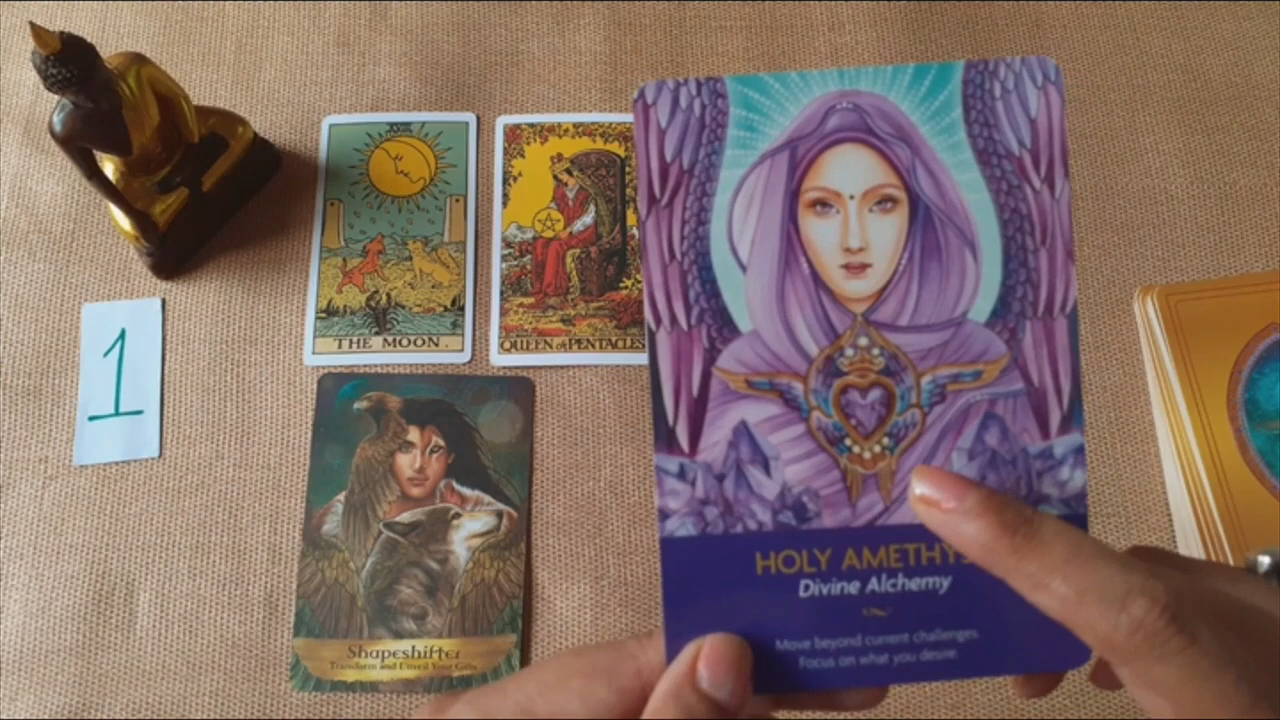 1
THE MOON.
QUEEN of PENTACLES
Shapeshifter
Transform and Unveil Your Gifts
HOLY AMETHYS
Divine Alchemy
Move beyond current challenges.
Focus on what you desire.